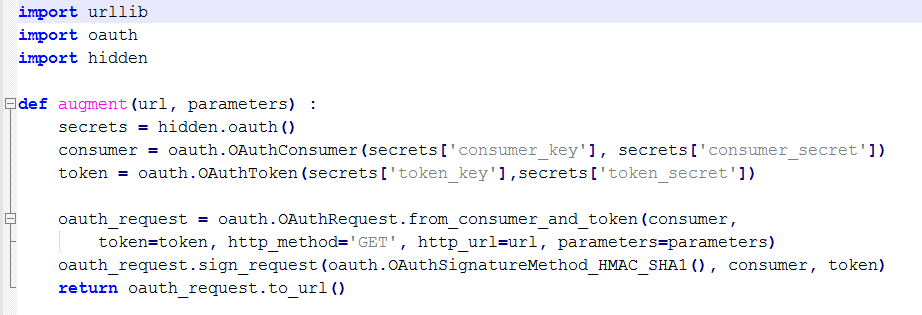 import urllib
import oauth
import hidden
def augment(url, parameters) :
secrets = hidden.oauth()
consumer = oauth.OAuthConsumer(secrets['consumer_key'], secrets['consumer_secret'])
token = oauth.OAuthToken(secrets['token_key'],secrets['token_secret'])
oauth_request = oauth.OAuthRequest.from_consumer_and_token(consumer,
token=token, http_method='GET', http_url=url, parameters=parameters)
oauth_request.sign_request(oauth.OAuthSignatureMethod_HMAC_SHA1(), consumer, token)
return oauth_request.to_url()